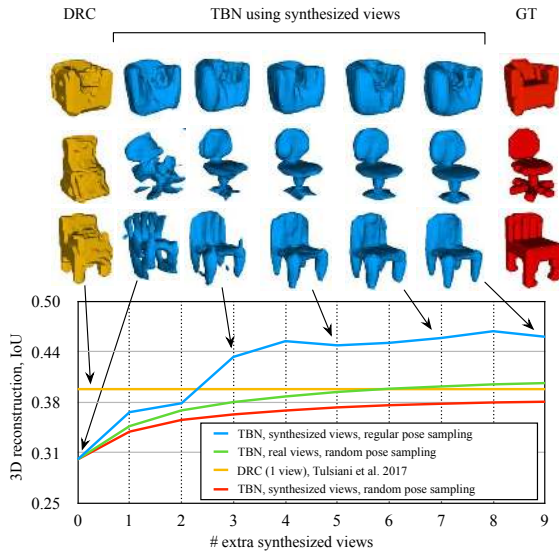 DRC TBN using synthesized views GT
0.50
0.44
0.38
0.31
0.25
3D reconstruction, IoU
TBN, synthesized views, regular pose sampling
TBN, real views, random pose sampling
DRC (1 view), Tulsiani et al. 2017
TBN, synthesized views, random pose sampling
0 1 2 3 4 5 6 7 8 9
# extra synthesized views